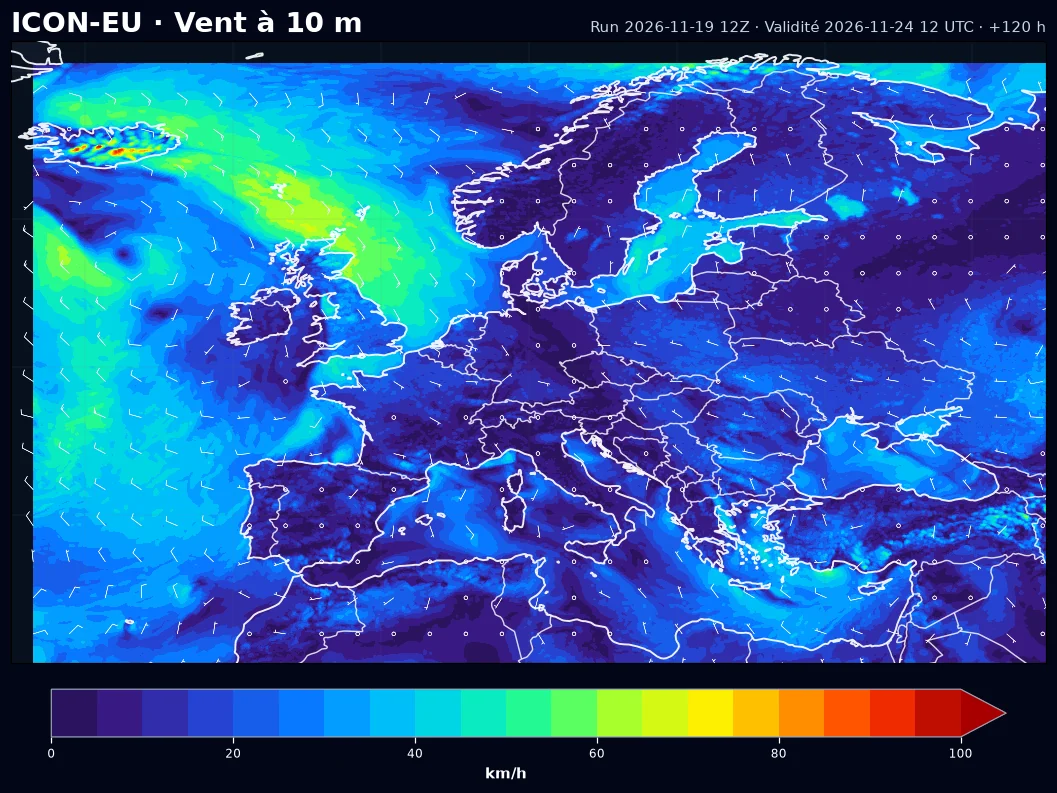 ICON-EU · Vent à 10 m
Run 2026-11-19 12Z · Validité 2026-11-24 12 UTC · +120 h
0 20 40 60 80 100
km/h